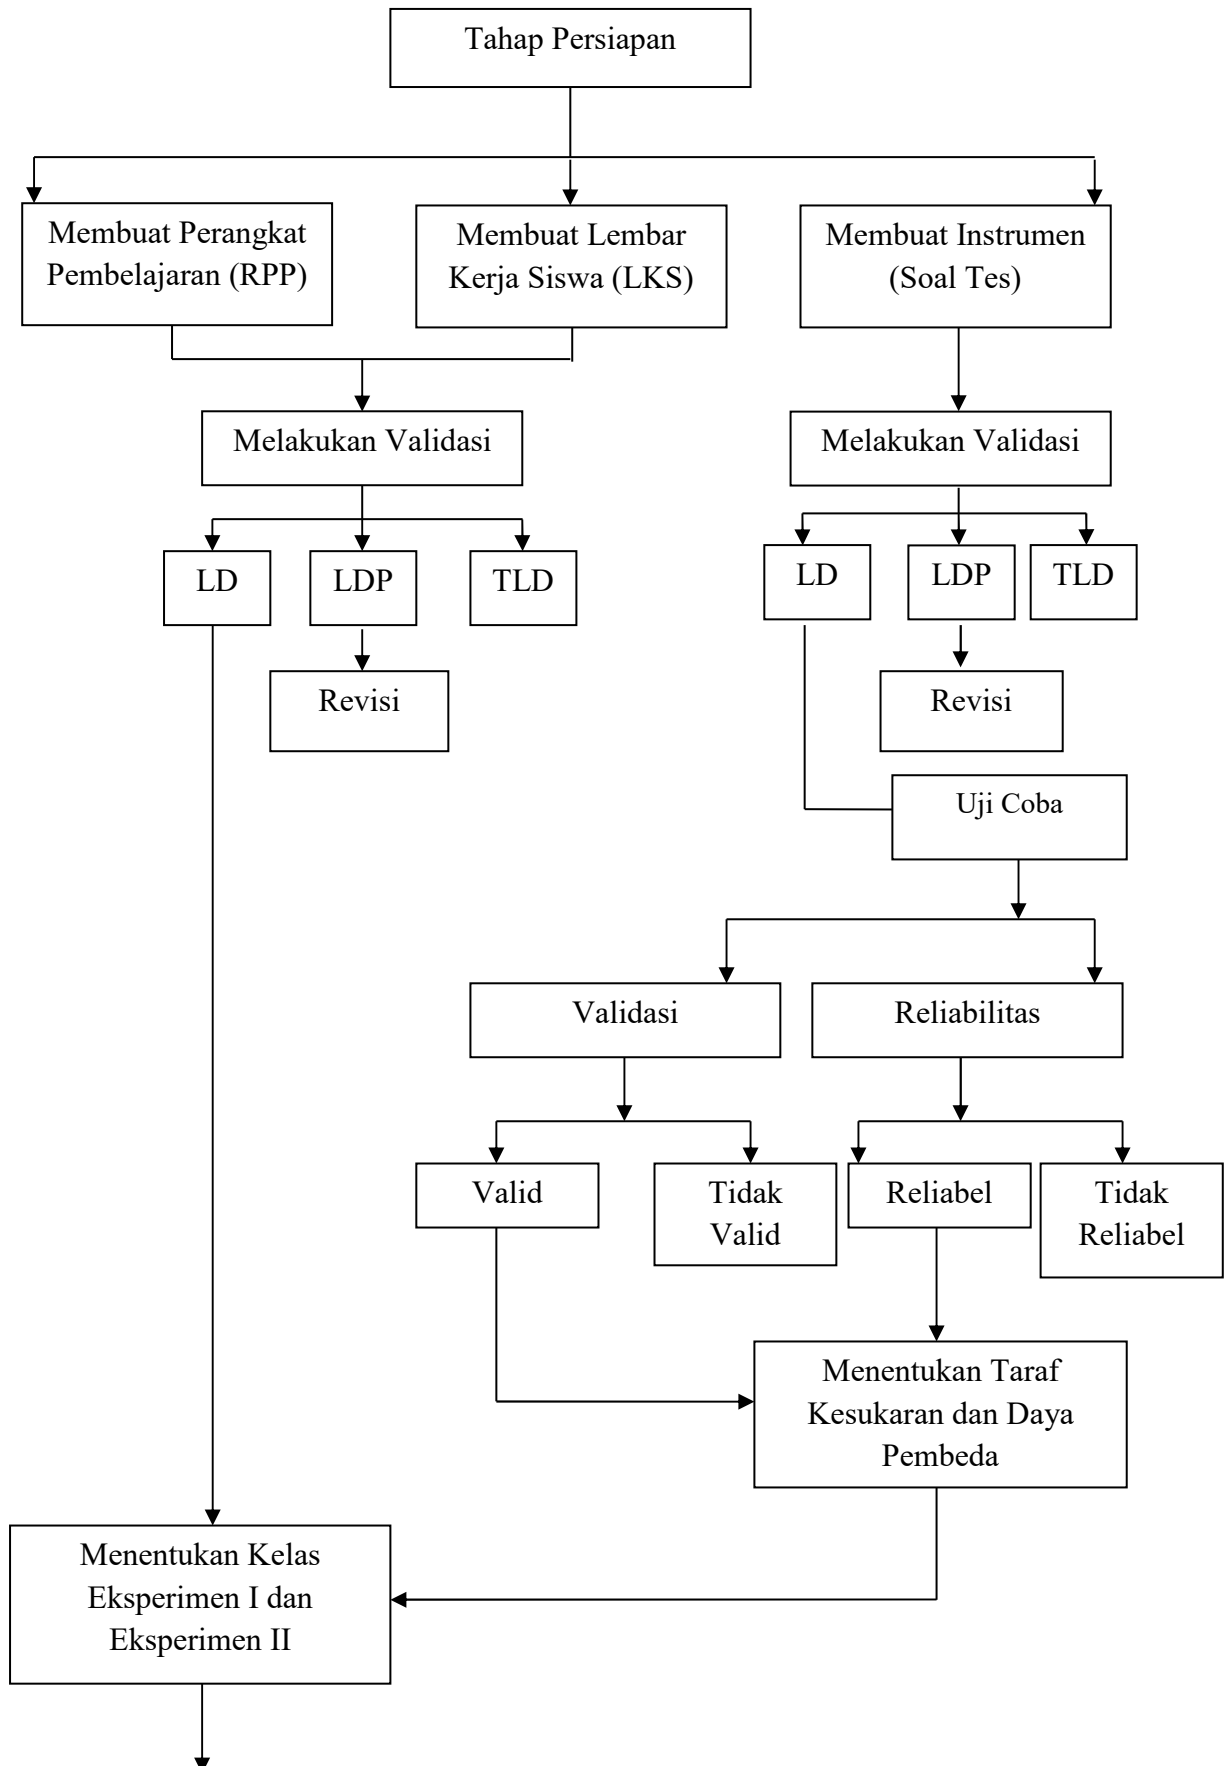 Tahap Persiapan
Membuat Perangkat
Pembelajaran (RPP)
Membuat Lembar
Kerja Siswa (LKS)
Membuat Instrumen
(Soal Tes)
Melakukan Validasi
Melakukan Validasi
LD
LDP
TLD
LD
LDP
TLD
Revisi
Revisi
Uji Coba
Validasi
Reliabilitas
Valid
Tidak
Valid
Reliabel
Tidak
Reliabel
Menentukan Taraf
Kesukaran dan Daya
Pembeda
Menentukan Kelas
Eksperimen I dan
Eksperimen II